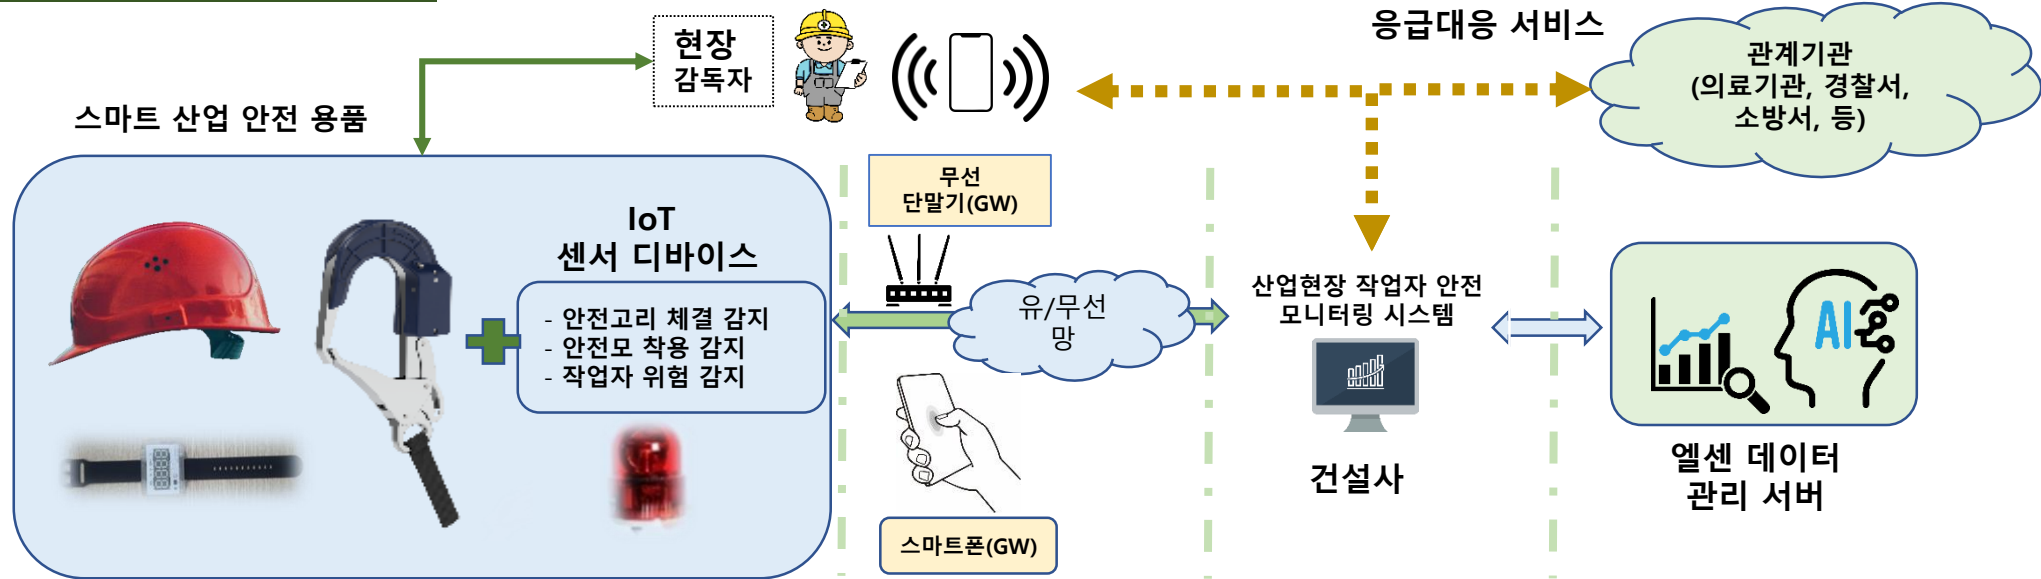 응급대응 서비스
현장
감독자
관계기관
(의료기관, 경찰서,
소방서, 등)
스마트 산업 안전 용품
무선
단말기(GW)
IoT
센서 디바이스
- 안전고리 체결 감지
- 안전모 착용 감지
- 작업자 위험 감지
유/무선
망
산업현장 작업자 안전
모니터링 시스템
AI
스마트폰(GW)
건설사
엘센 데이터
관리 서버